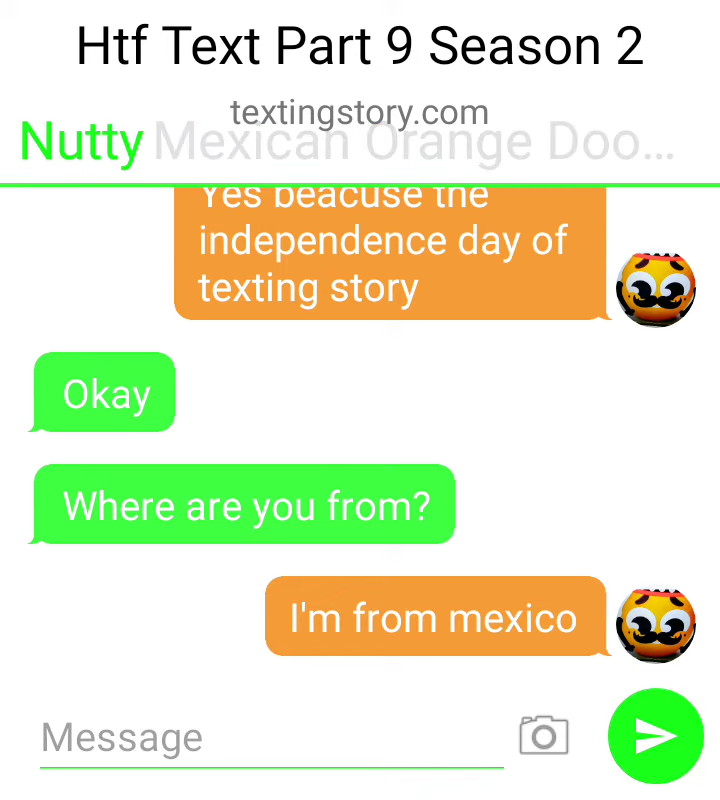 Htf Text Part 9 Season 2
textingstory.com
Nutty Mexican Orange Doo...
Yes beacuse the
independence day of
texting story
Okay
Where are you from?
I'm from mexico
Message